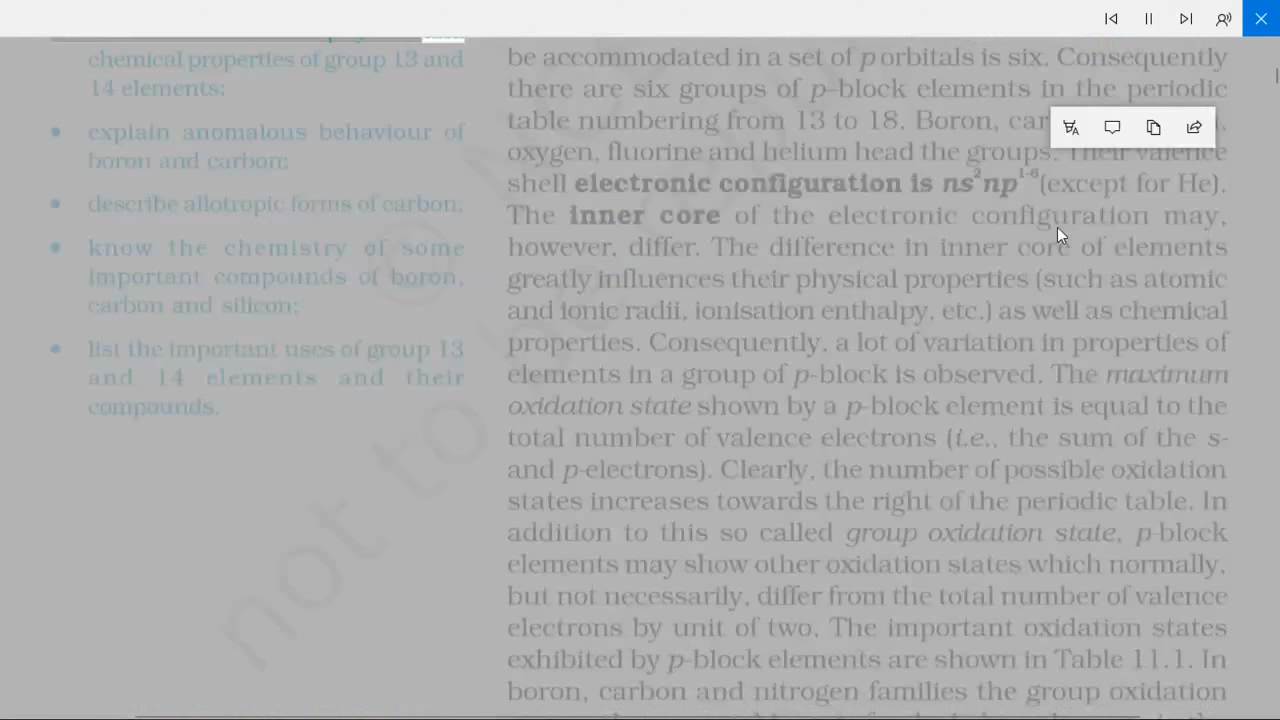 chemical properties of group 13 and
14 elements;
• explain anomalous behaviour of
boron and carbon;
• describe allotropic forms of carbon;
• know the chemistry of some
important compounds of boron,
carbon and silicon;
• list the important uses of group 13
and 14 elements and their
compounds.
be accommodated in a set of p orbitals is six. Consequently
there are six groups of p–block elements in the periodic
table numbering from 13 to 18. Boron,
oxygen, fluorine and helium head the groups. Their valence
shell electronic configuration is ns²np¹⁻⁶(except for He).
The inner core of the electronic configuration may,
however, differ. The difference in inner core of elements
greatly influences their physical properties (such as atomic
and ionic radii, ionisation enthalpy, etc.) as well as chemical
properties. Consequently, a lot of variation in properties of
elements in a group of p-block is observed. The maximum
oxidation state shown by a p-block element is equal to the
total number of valence electrons (i.e., the sum of the s-
and p-electrons). Clearly, the number of possible oxidation
states increases towards the right of the periodic table. In
addition to this so called group oxidation state, p-block
elements may show other oxidation states which normally,
but not necessarily, differ from the total number of valence
electrons by unit of two. The important oxidation states
exhibited by p-block elements are shown in Table 11.1. In
boron, carbon and nitrogen families the group oxidation
not to